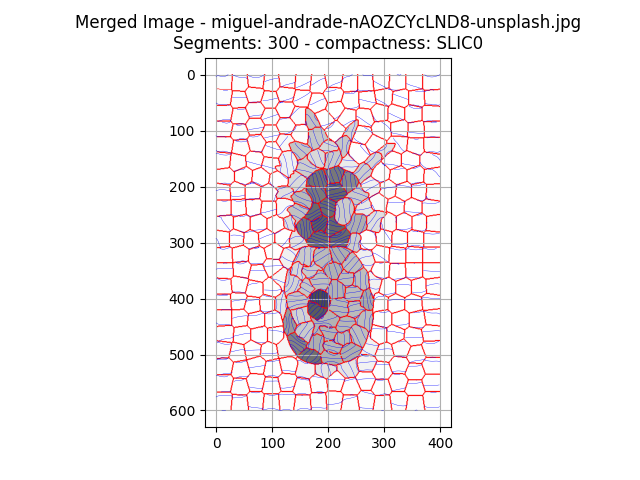 Merged Image - miguel-andrade-nAOZCYcLND8-unsplash.jpg
Segments: 300 - compactness: SLIC0
0
100
200
300
400
500
600
0 100 200 300 400